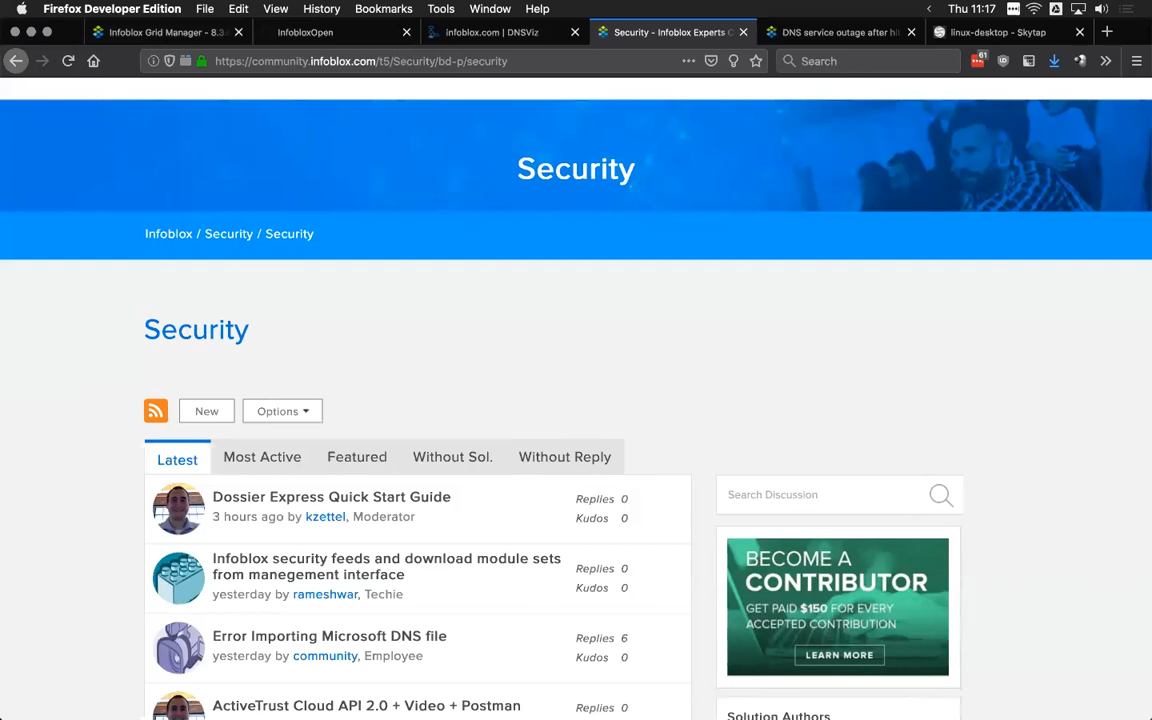 Firefox Developer Edition File Edit View History Bookmarks Tools Window Help Thu 11:17
Infoblox Grid Manager - 8.3. InfobloxOpen infoblox.com | DNSViz Security - Infoblox Experts C DNS service outage after hi linux-desktop - Skytap
https://community.infoblox.com/t5/Security/bd-p/security Search 61
Security
Infoblox / Security / Security
Security
New Options
Latest Most Active Featured Without Sol. Without Reply
Dossier Express Quick Start Guide
3 hours ago by kzettel, Moderator
Replies 0
Kudos 0
Infoblox security feeds and download module sets
from manegement interface
yesterday by rameshwar, Techie
Replies 0
Kudos 0
Error Importing Microsoft DNS file
yesterday by community, Employee
Replies 6
Kudos 0
ActiveTrust Cloud API 2.0 + Video + Postman
Replies 0
Search Discussion
BECOME A
CONTRIBUTOR
GET PAID $150 FOR EVERY
ACCEPTED CONTRIBUTION
LEARN MORE
Solution Authors